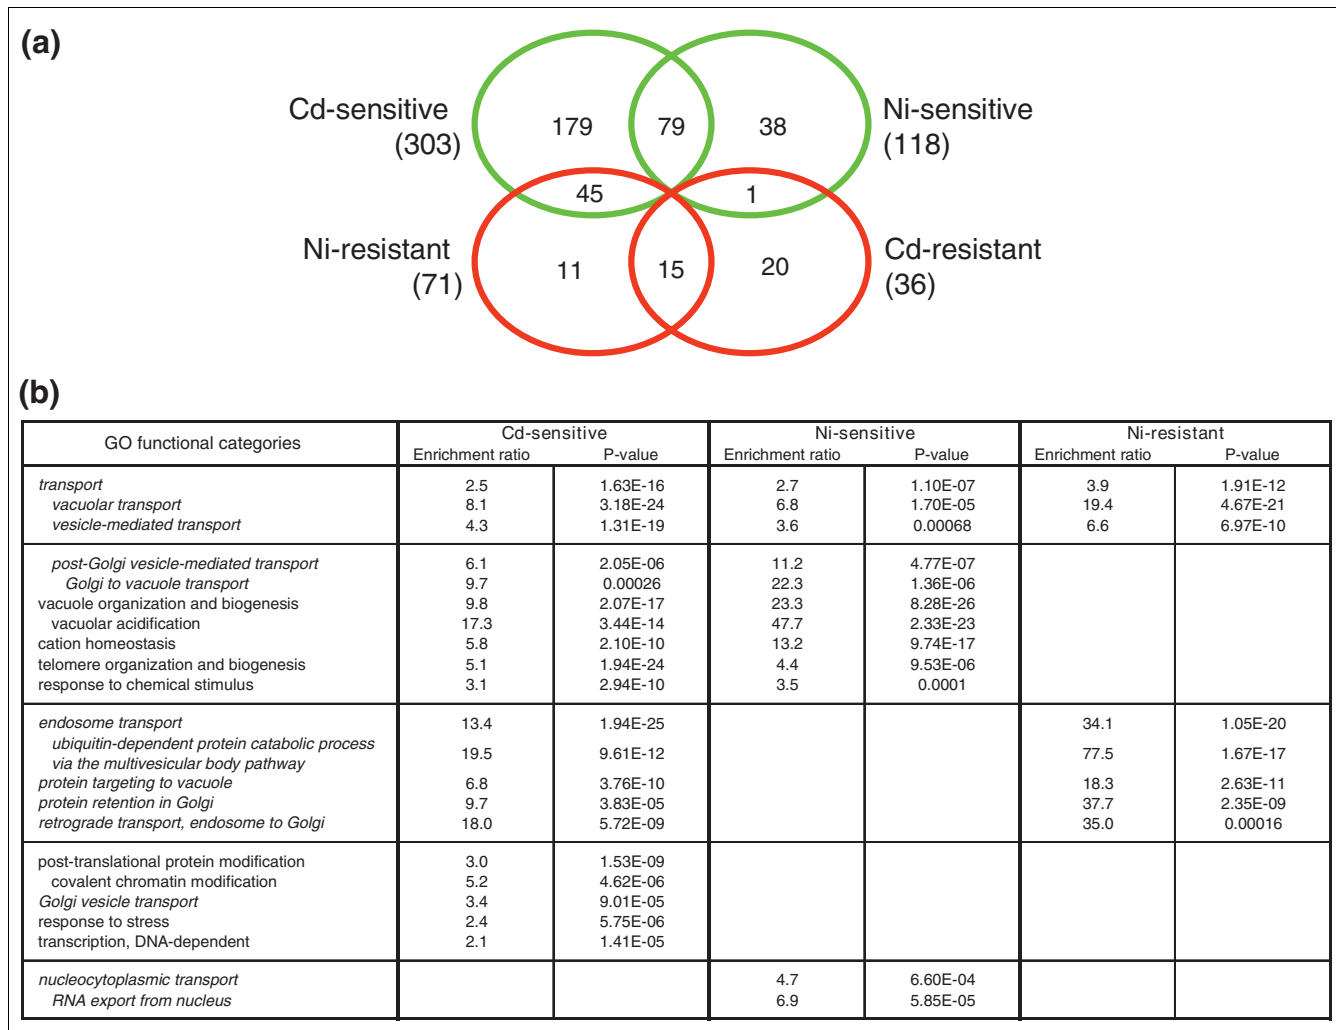 (a)
Cd-sensitive
(303)
179
79
38
Ni-sensitive
(118)
45
1
Ni-resistant
(71)
11
15
20
Cd-resistant
(36)
(b)
GO functional categories Cd-sensitive Ni-sensitive Ni-resistant
Enrichment ratio P-value Enrichment ratio P-value Enrichment ratio P-value
transport 2.5 1.63E-16 2.7 1.10E-07 3.9 1.91E-12
vacuolar transport 8.1 3.18E-24 6.8 1.70E-05 19.4 4.67E-21
vesicle-mediated transport 4.3 1.31E-19 3.6 0.00068 6.6 6.97E-10
post-Golgi vesicle-mediated transport 6.1 2.05E-06 11.2 4.77E-07
Golgi to vacuole transport 9.7 0.00026 22.3 1.36E-06
vacuole organization and biogenesis 9.8 2.07E-17 23.3 8.28E-26
vacuolar acidification 17.3 3.44E-14 47.7 2.33E-23
cation homeostasis 5.8 2.10E-10 13.2 9.74E-17
telomere organization and biogenesis 5.1 1.94E-24 4.4 9.53E-06
response to chemical stimulus 3.1 2.94E-10 3.5 0.0001
endosome transport 13.4 1.94E-25 34.1 1.05E-20
ubiquitin-dependent protein catabolic process
via the multivesicular body pathway 19.5 9.61E-12 77.5 1.67E-17
protein targeting to vacuole 6.8 3.76E-10 18.3 2.63E-11
protein retention in Golgi 9.7 3.83E-05 37.7 2.35E-09
retrograde transport, endosome to Golgi 18.0 5.72E-09 35.0 0.00016
post-translational protein modification 3.0 1.53E-09
covalent chromatin modification 5.2 4.62E-06
Golgi vesicle transport 3.4 9.01E-05
response to stress 2.4 5.75E-06
transcription, DNA-dependent 2.1 1.41E-05
nucleocytoplasmic transport 4.7 6.60E-04
RNA export from nucleus 6.9 5.85E-05